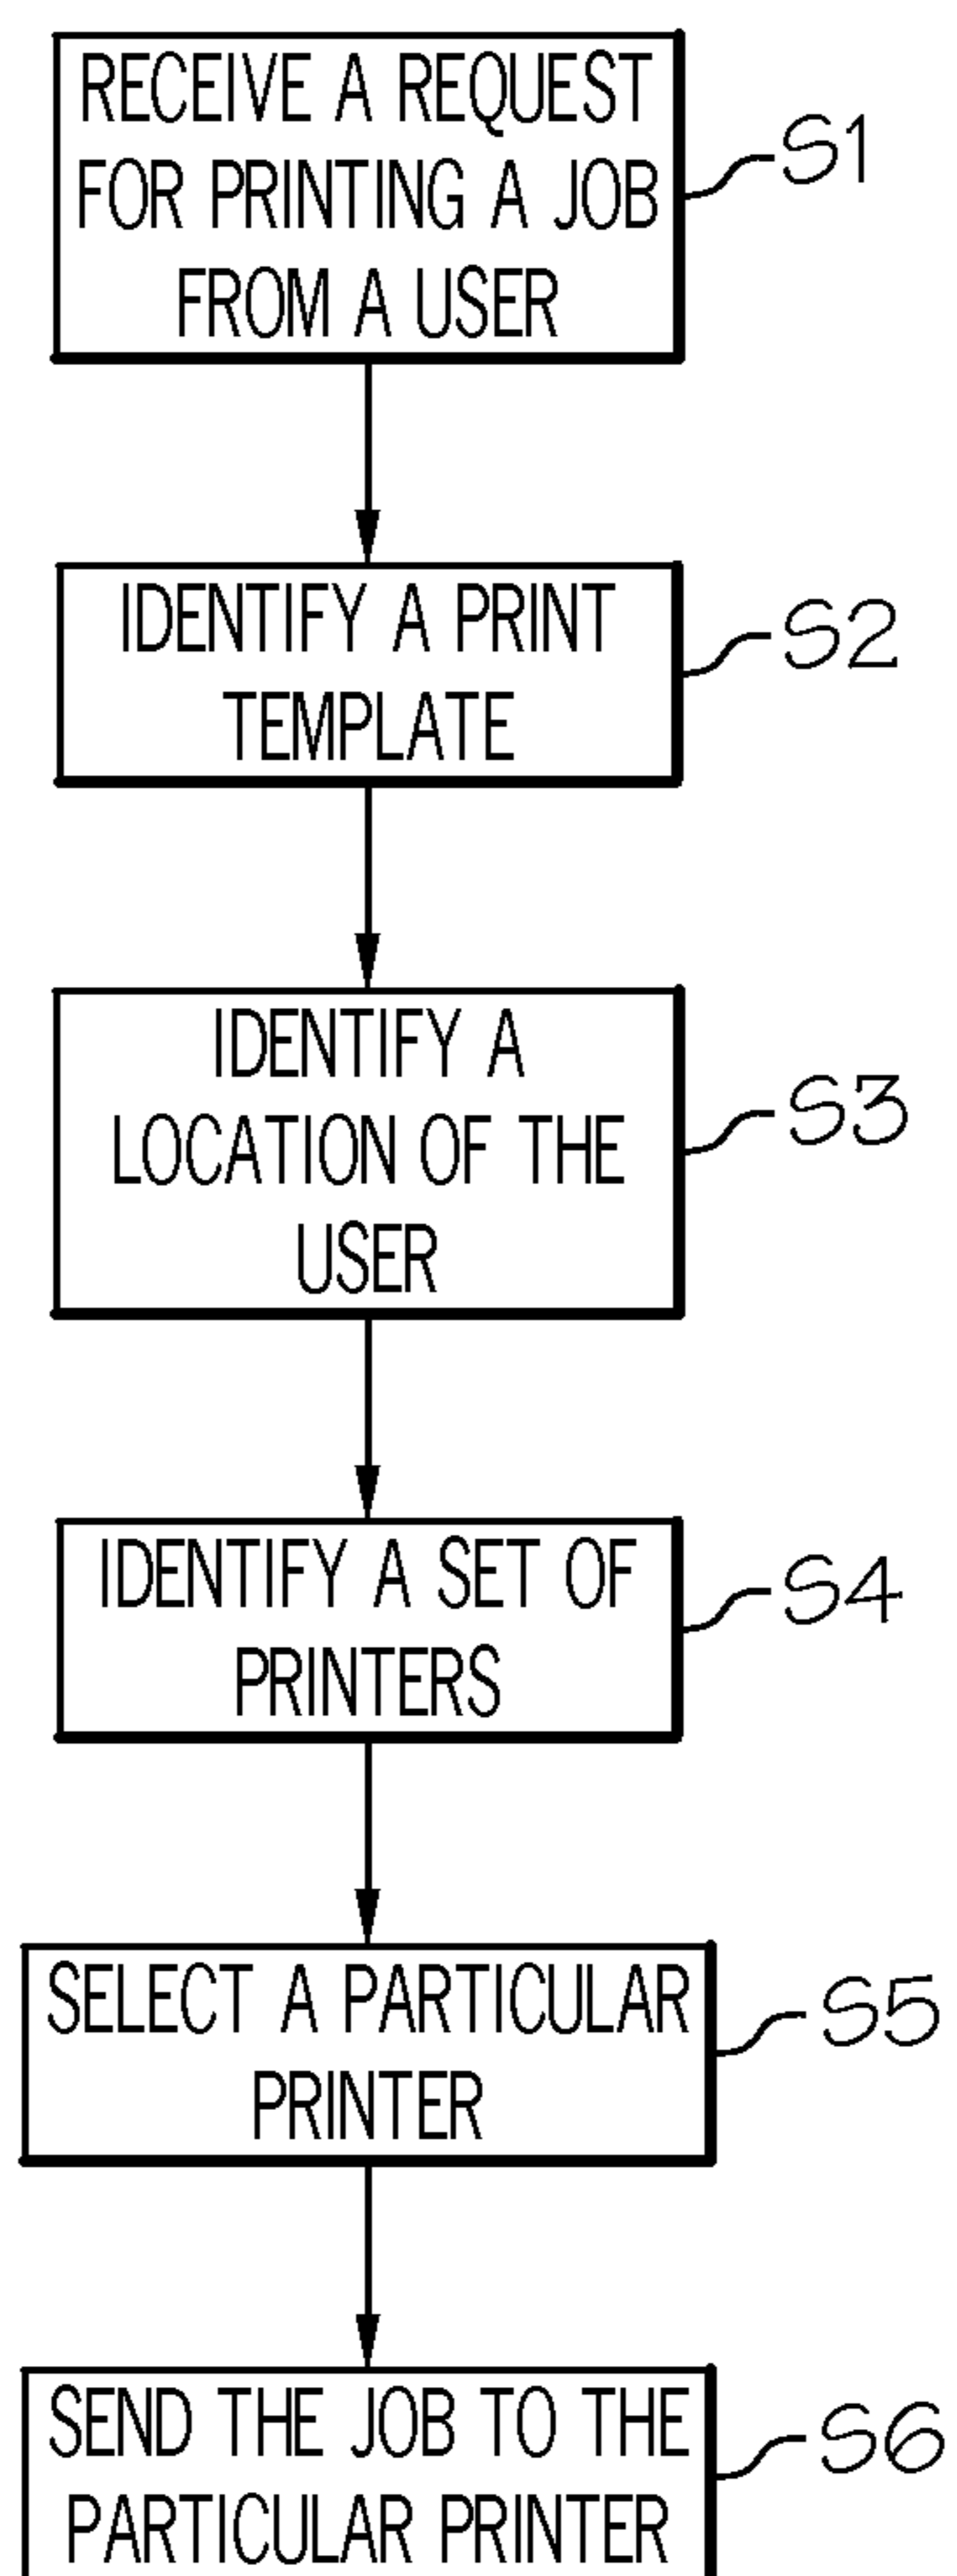 RECEIVE A REQUEST
FOR PRINTING A JOB
FROM A USER
S1
IDENTIFY A PRINT
TEMPLATE
S2
IDENTIFY A
LOCATION OF THE
USER
S3
IDENTIFY A SET OF
PRINTERS
S4
SELECT A PARTICULAR
PRINTER
S5
SEND THE JOB TO THE
PARTICULAR PRINTER
S6